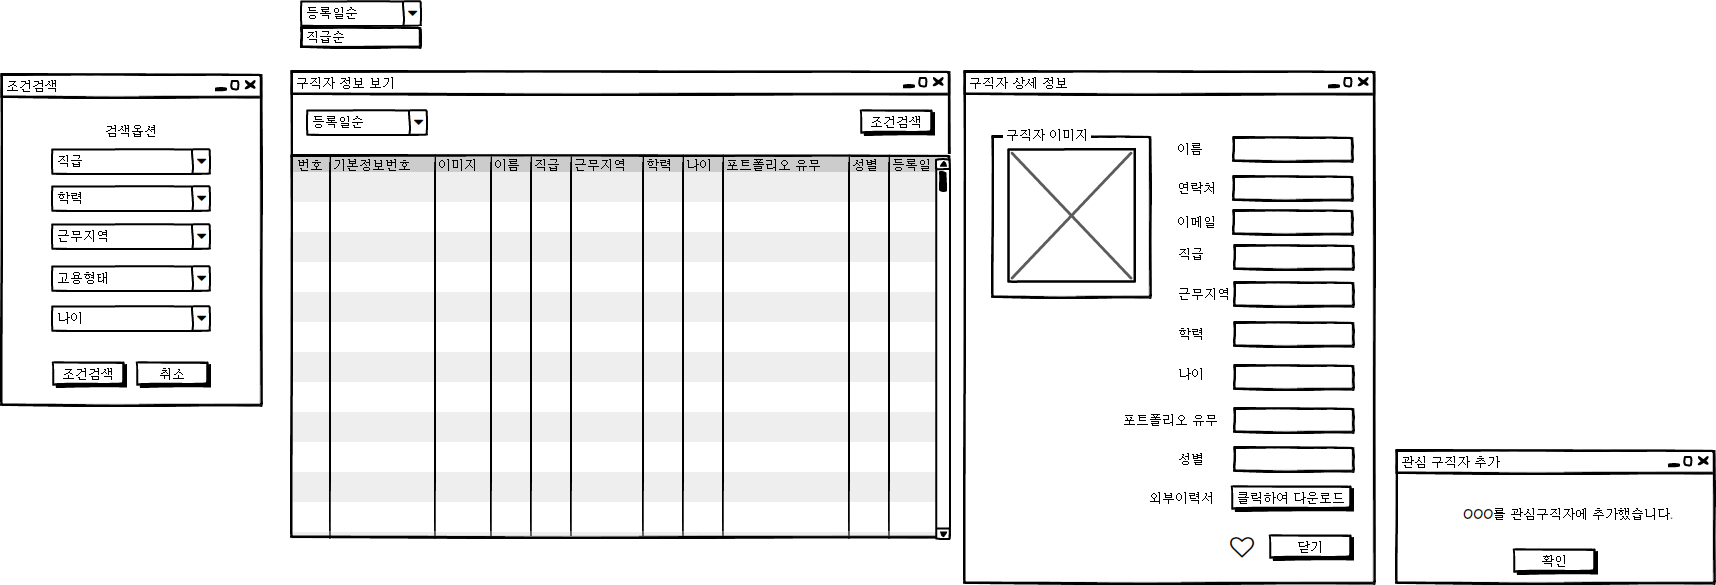 등록일순
직급순
조건검색
검색옵션
직급
학력
근무지역
고용형태
나이
조건검색 취소
구직자 정보 보기
등록일순 조건검색
번호 기본정보번호 이미지 이름 직급 근무지역 학력 나이 포트폴리오 유무 성별 등록일
구직자 상세 정보
구직자 이미지
이름
연락처
이메일
직급
근무지역
학력
나이
포트폴리오 유무
성별
외부이력서 클릭하여 다운로드
닫기
관심 구직자 추가
OOO를 관심구직자에 추가했습니다.
확인